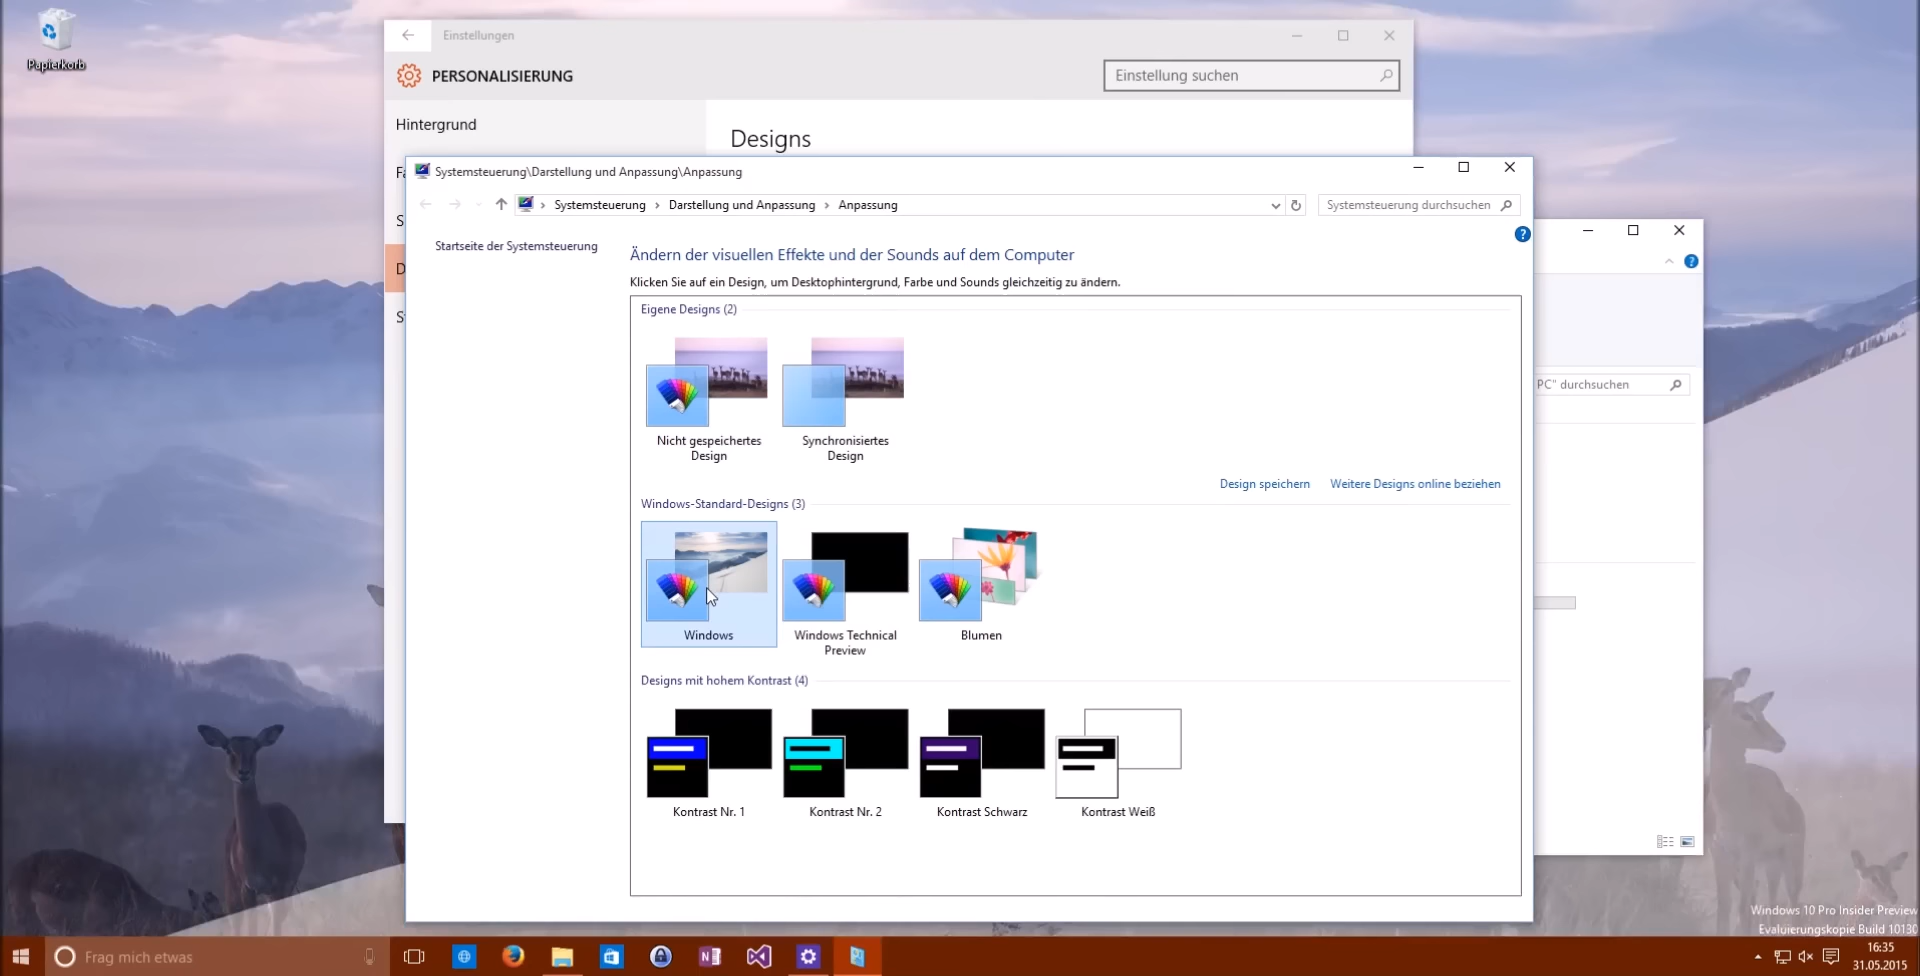 Papierkorb
Einstellungen
PERSONALISIERUNG
Einstellung suchen
Hintergrund
Designs
Systemsteuerung\Darstellung und Anpassung\Anpassung
Systemsteuerung › Darstellung und Anpassung › Anpassung
Systemsteuerung durchsuchen
Startseite der Systemsteuerung
Ändern der visuellen Effekte und der Sounds auf dem Computer
Klicken Sie auf ein Design, um Desktophintergrund, Farbe und Sounds gleichzeitig zu ändern.
Eigene Designs (2)
PC" durchsuchen
Nicht gespeichertes Design
Synchronisiertes Design
Design speichern
Weitere Designs online beziehen
Windows-Standard-Designs (3)
Windows
Windows Technical Preview
Blumen
Designs mit hohem Kontrast (4)
Kontrast Nr. 1
Kontrast Nr. 2
Kontrast Schwarz
Kontrast Weiß
Windows 10 Pro Insider Preview
Evaluierungskopie Build 10130
Frag mich etwas
16:35
31.05.2015